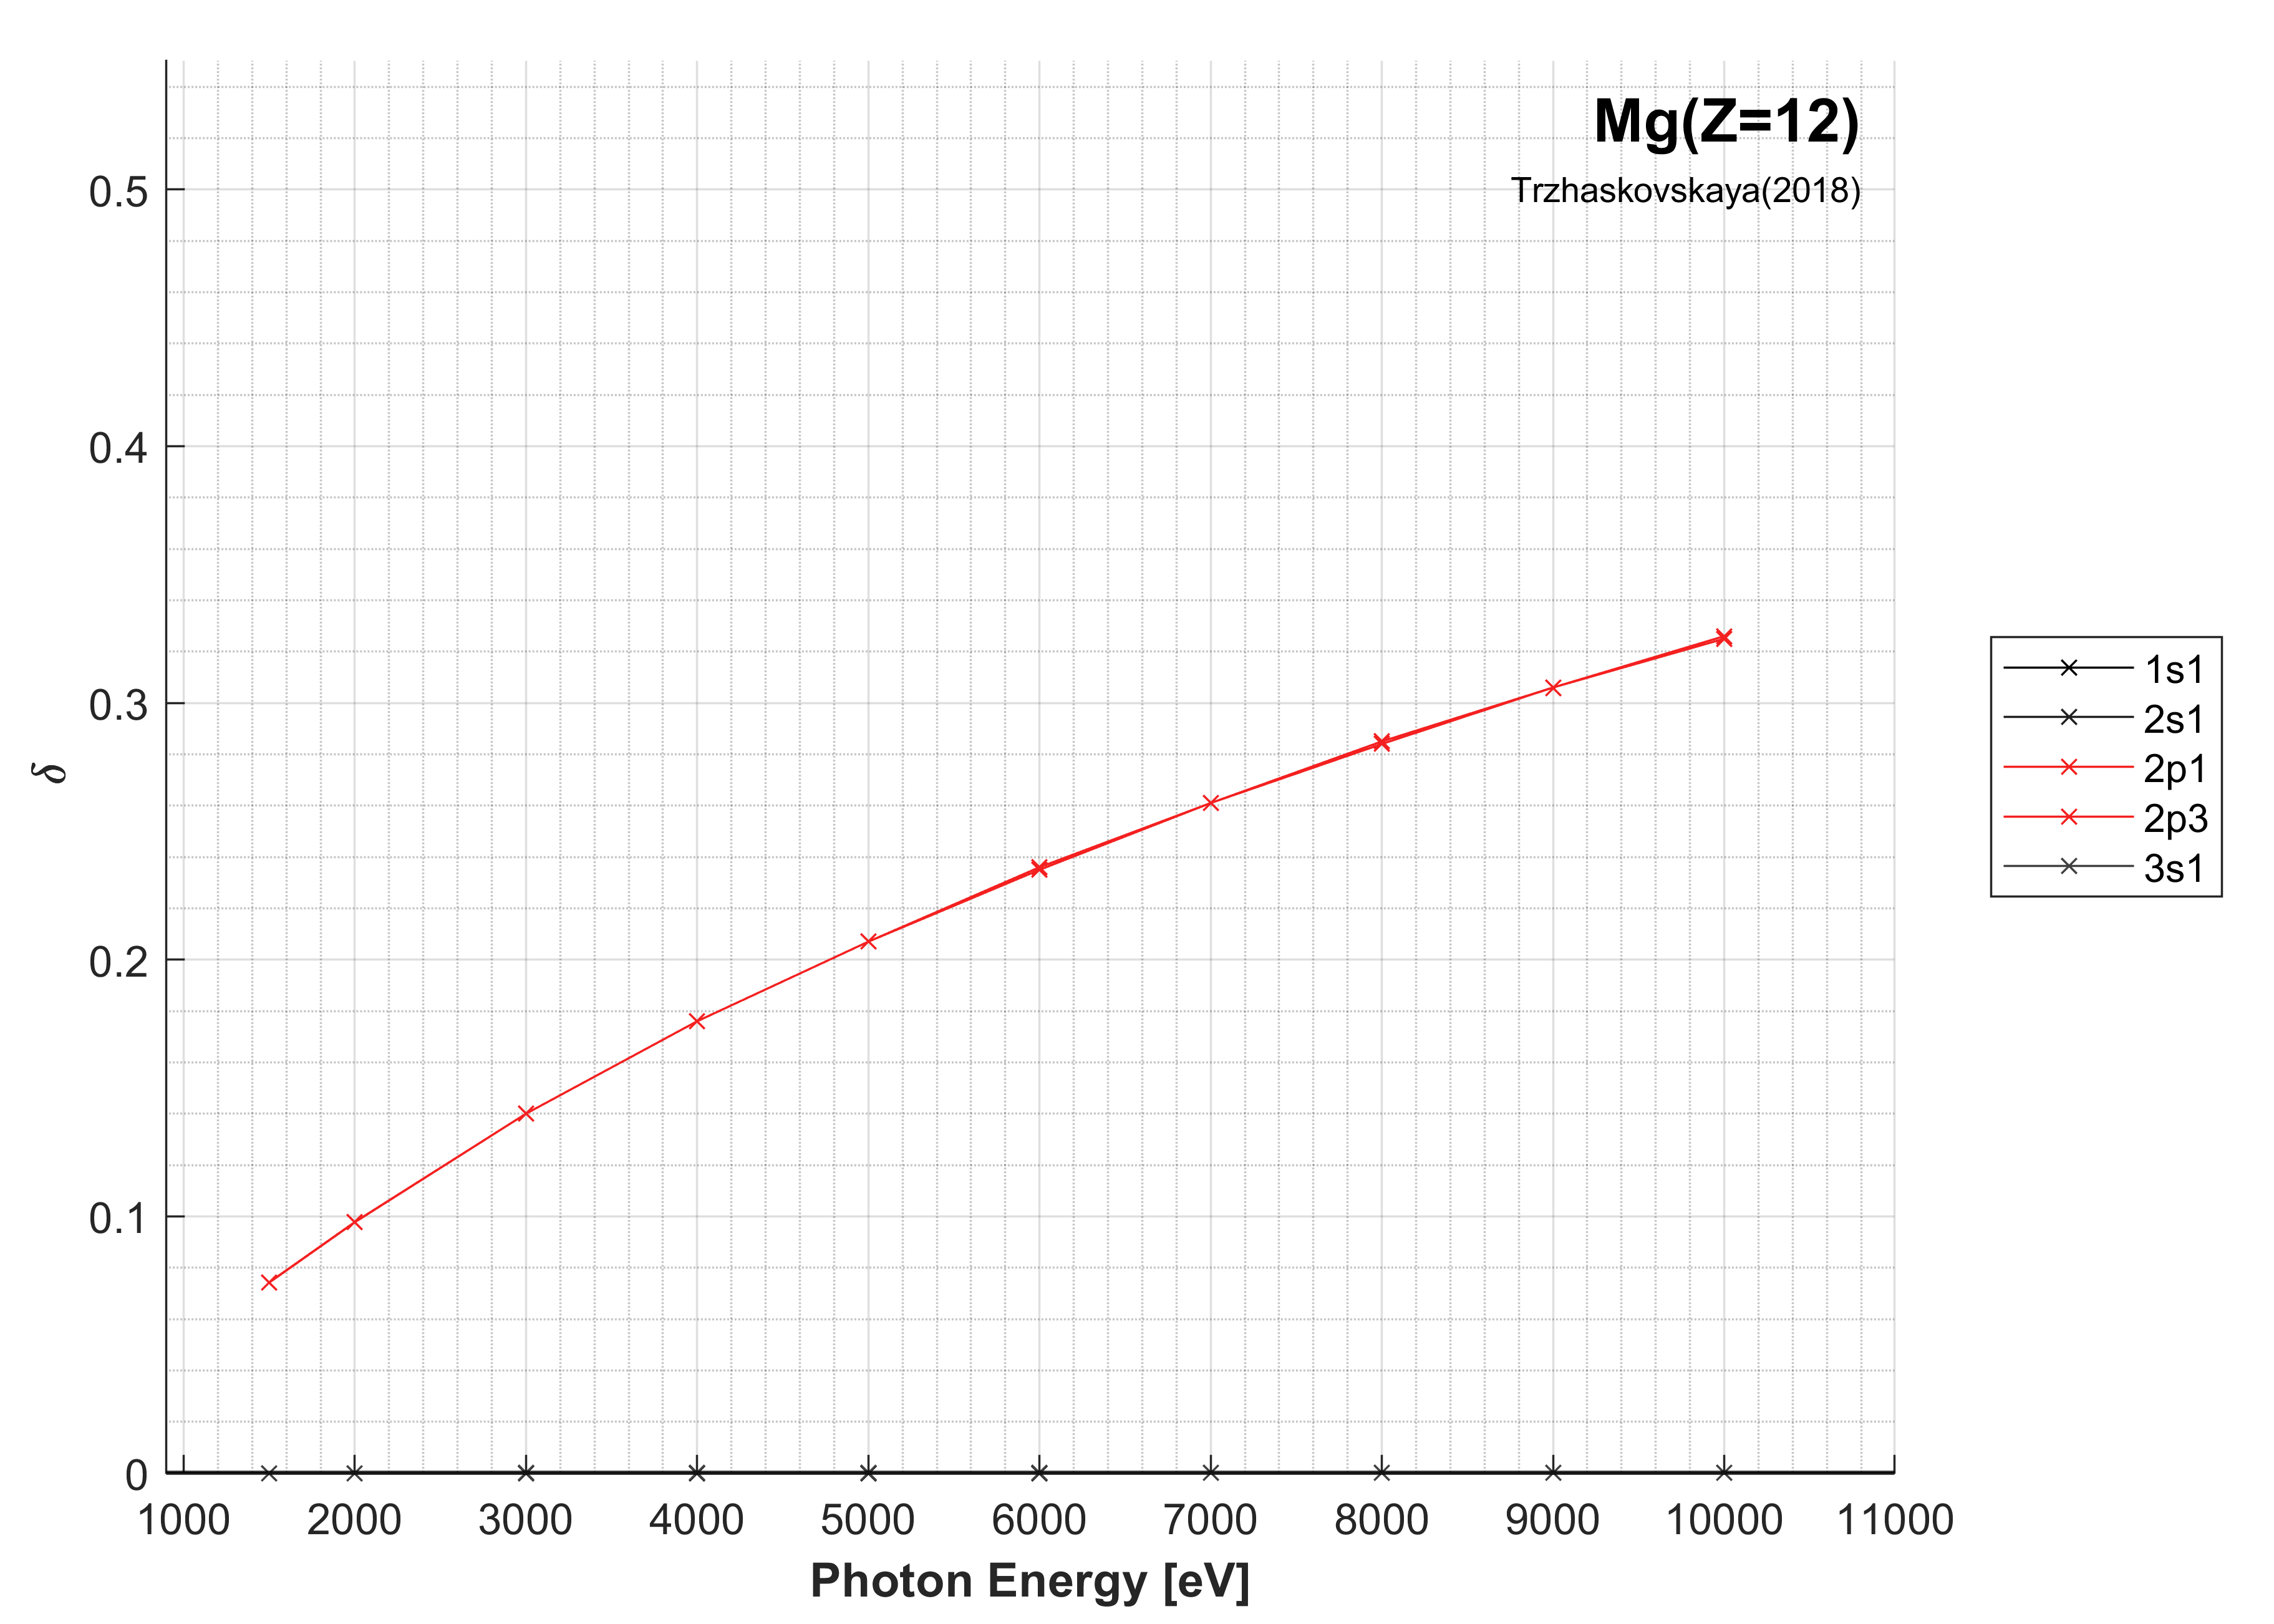 Mg(Z=12)
Trzhaskovskaya(2018)
0.5
0.4
0.3
0.2
0.1
0
δ
1000 2000 3000 4000 5000 6000 7000 8000 9000 10000 11000
Photon Energy [eV]
1s1
2s1
2p1
2p3
3s1